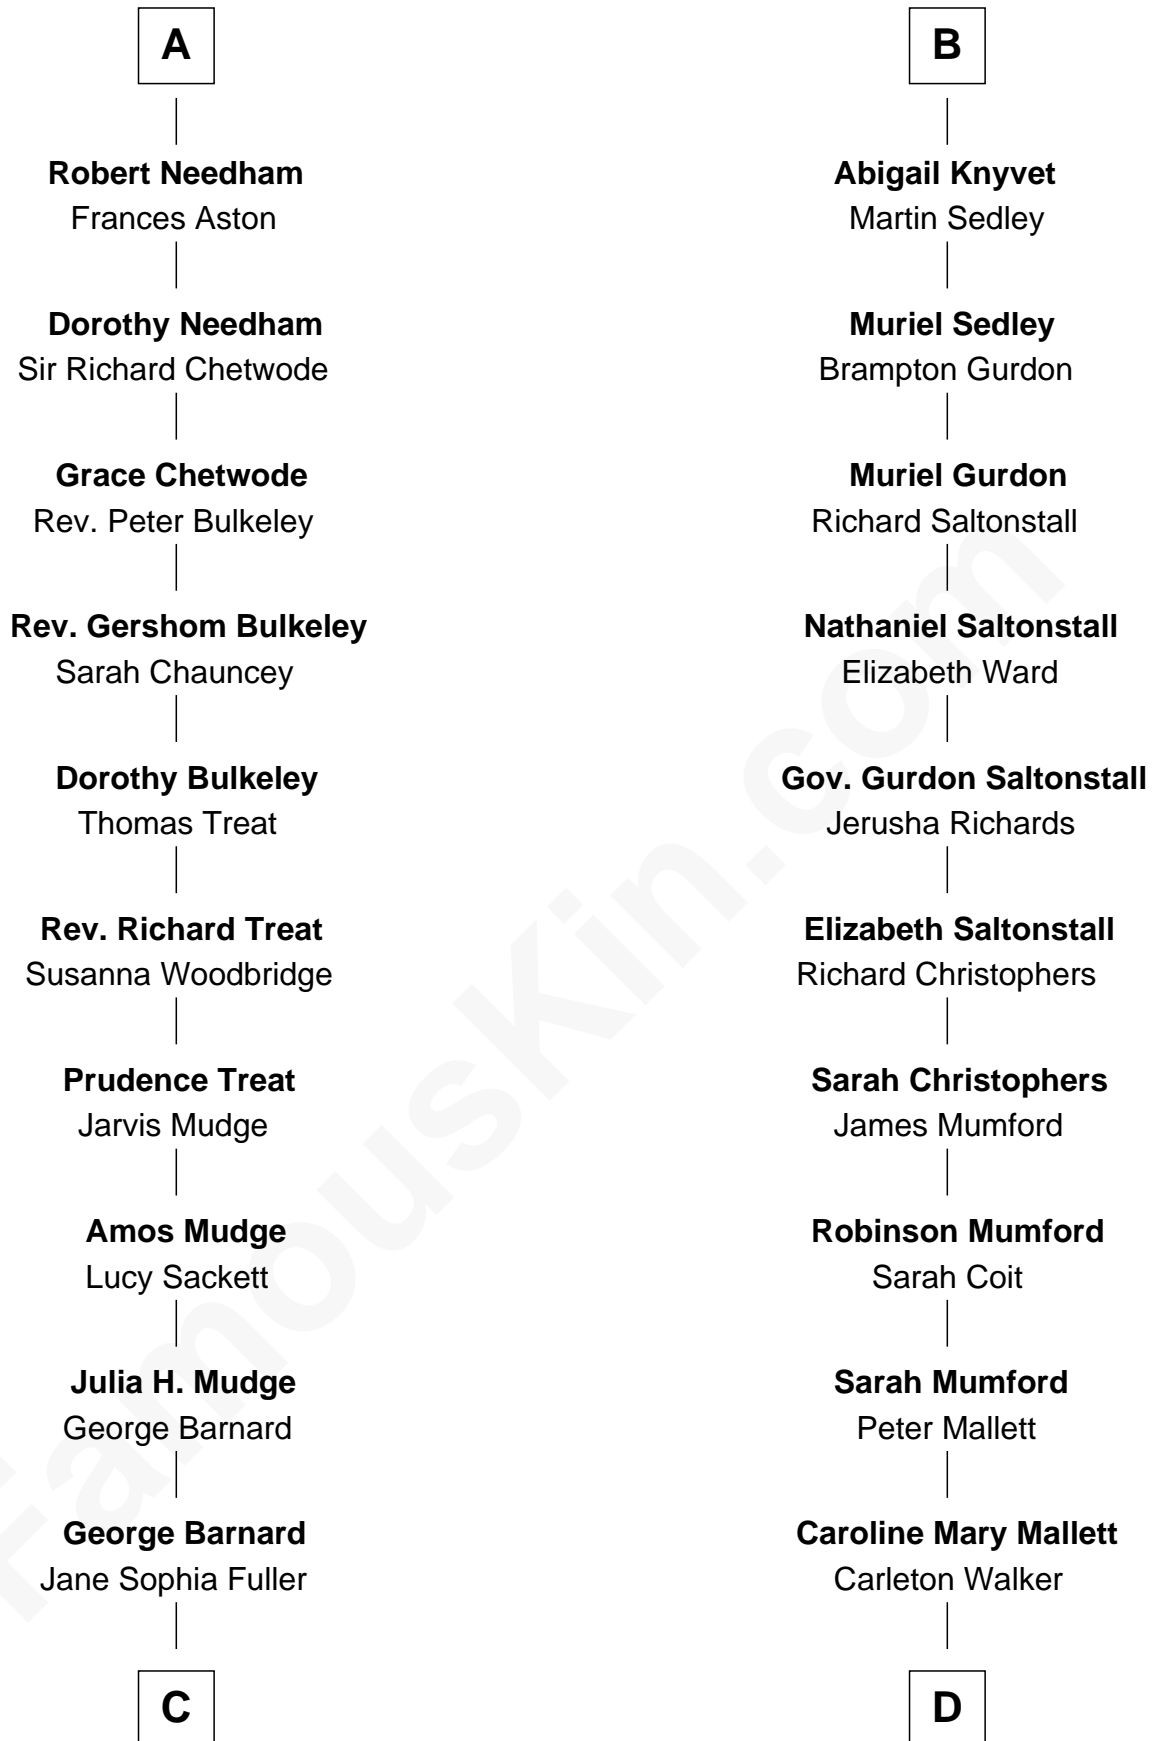 A
Robert Needham
Frances Aston
Dorothy Needham
Sir Richard Chetwode
Grace Chetwode
Rev. Peter Bulkeley
Rev. Gershom Bulkeley
Sarah Chauncey
Dorothy Bulkeley
Thomas Treat
Rev. Richard Treat
Susanna Woodbridge
Prudence Treat
Jarvis Mudge
Amos Mudge
Lucy Sackett
Julia H. Mudge
George Barnard
George Barnard
Jane Sophia Fuller
C
B
Abigail Knyvet
Martin Sedley
Muriel Sedley
Brampton Gurdon
Muriel Gurdon
Richard Saltonstall
Nathaniel Saltonstall
Elizabeth Ward
Gov. Gurdon Saltonstall
Jerusha Richards
Elizabeth Saltonstall
Richard Christophers
Sarah Christophers
James Mumford
Robinson Mumford
Sarah Coit
Sarah Mumford
Peter Mallett
Caroline Mary Mallett
Carleton Walker
D
FamousKin.com